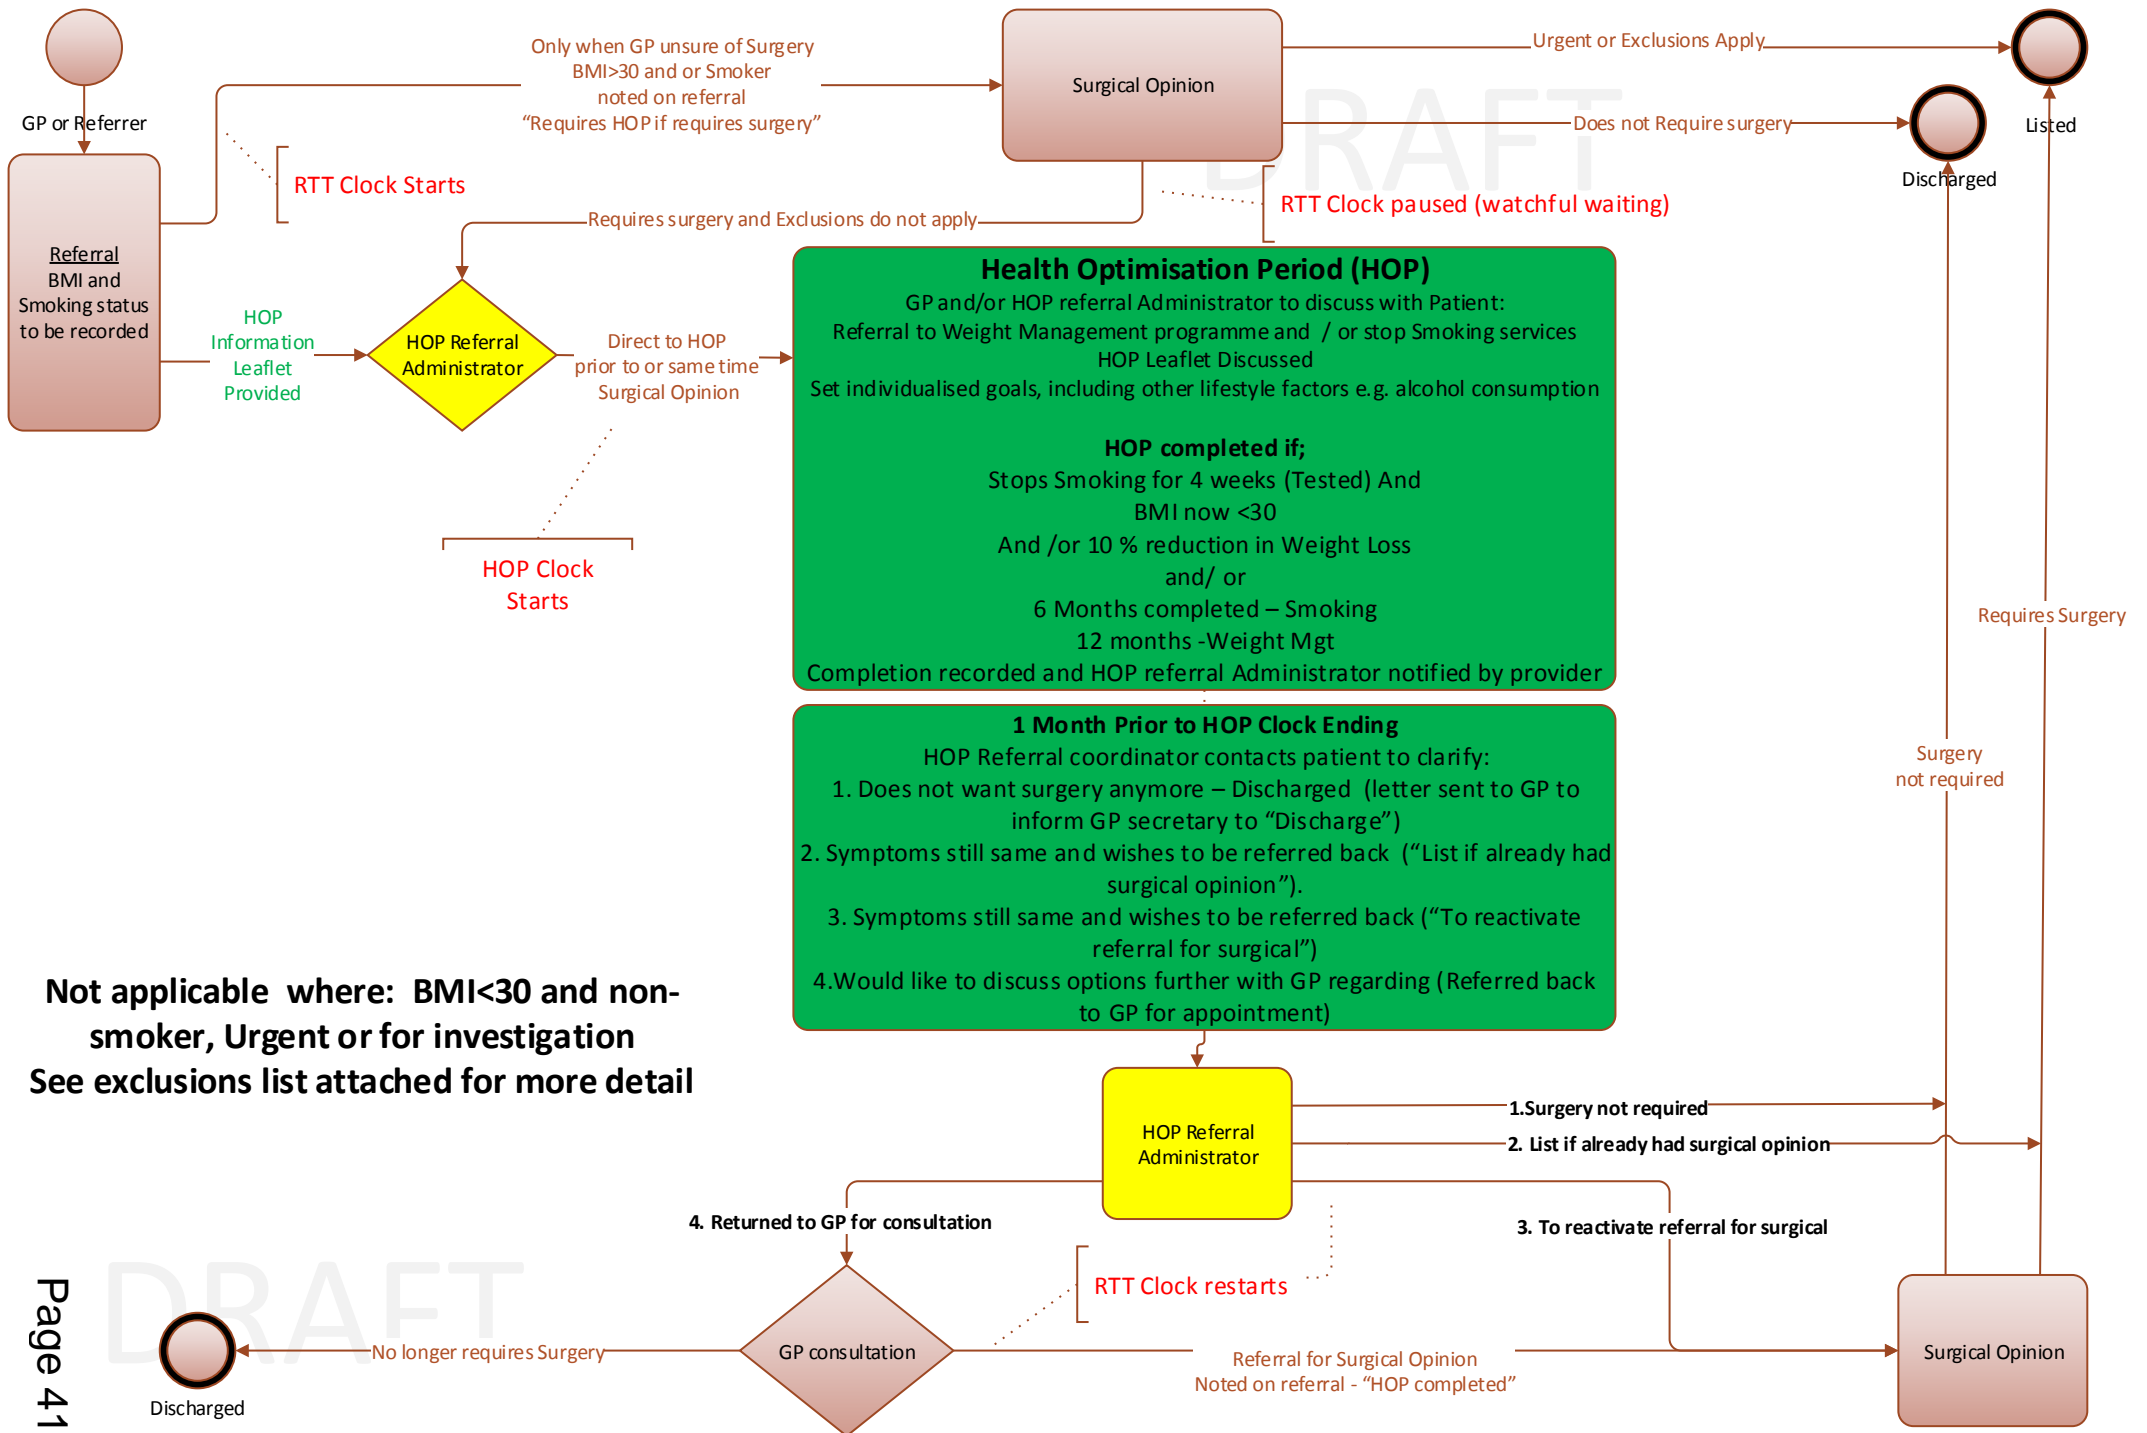 GP or Referrer
Only when GP unsure of Surgery
BMI>30 and or Smoker
noted on referral
“Requires HOP if requires surgery”
Surgical Opinion
Urgent or Exclusions Apply
Listed
Does not Require surgery
Discharged
DRAFT
RTT Clock Starts
RTT Clock paused (watchful waiting)
Requires surgery and Exclusions do not apply
Referral
BMI and
Smoking status
to be recorded
HOP
Information
Leaflet
Provided
HOP Referral
Administrator
Direct to HOP
prior to or same time
Surgical Opinion
HOP Clock
Starts
Health Optimisation Period (HOP)
GP and/or HOP referral Administrator to discuss with Patient:
Referral to Weight Management programme and / or stop Smoking services
HOP Leaflet Discussed
Set individualised goals, including other lifestyle factors e.g. alcohol consumption
HOP completed if;
Stops Smoking for 4 weeks (Tested) And
BMI now <30
And /or 10 % reduction in Weight Loss
and/ or
6 Months completed – Smoking
12 months -Weight Mgt
Completion recorded and HOP referral Administrator notified by provider
Requires Surgery
Surgery
not required
1 Month Prior to HOP Clock Ending
HOP Referral coordinator contacts patient to clarify:
1. Does not want surgery anymore – Discharged (letter sent to GP to
inform GP secretary to “Discharge”)
2. Symptoms still same and wishes to be referred back (“List if already had
surgical opinion”).
3. Symptoms still same and wishes to be referred back (“To reactivate
referral for surgical”)
4.Would like to discuss options further with GP regarding (Referred back
to GP for appointment)
Not applicable where: BMI<30 and non-
smoker, Urgent or for investigation
See exclusions list attached for more detail
HOP Referral
Administrator
1.Surgery not required
2. List if already had surgical opinion
4. Returned to GP for consultation
3. To reactivate referral for surgical
RTT Clock restarts
DRAFT
Discharged
No longer requires Surgery
GP consultation
Referral for Surgical Opinion
Noted on referral - “HOP completed”
Surgical Opinion
Page 41